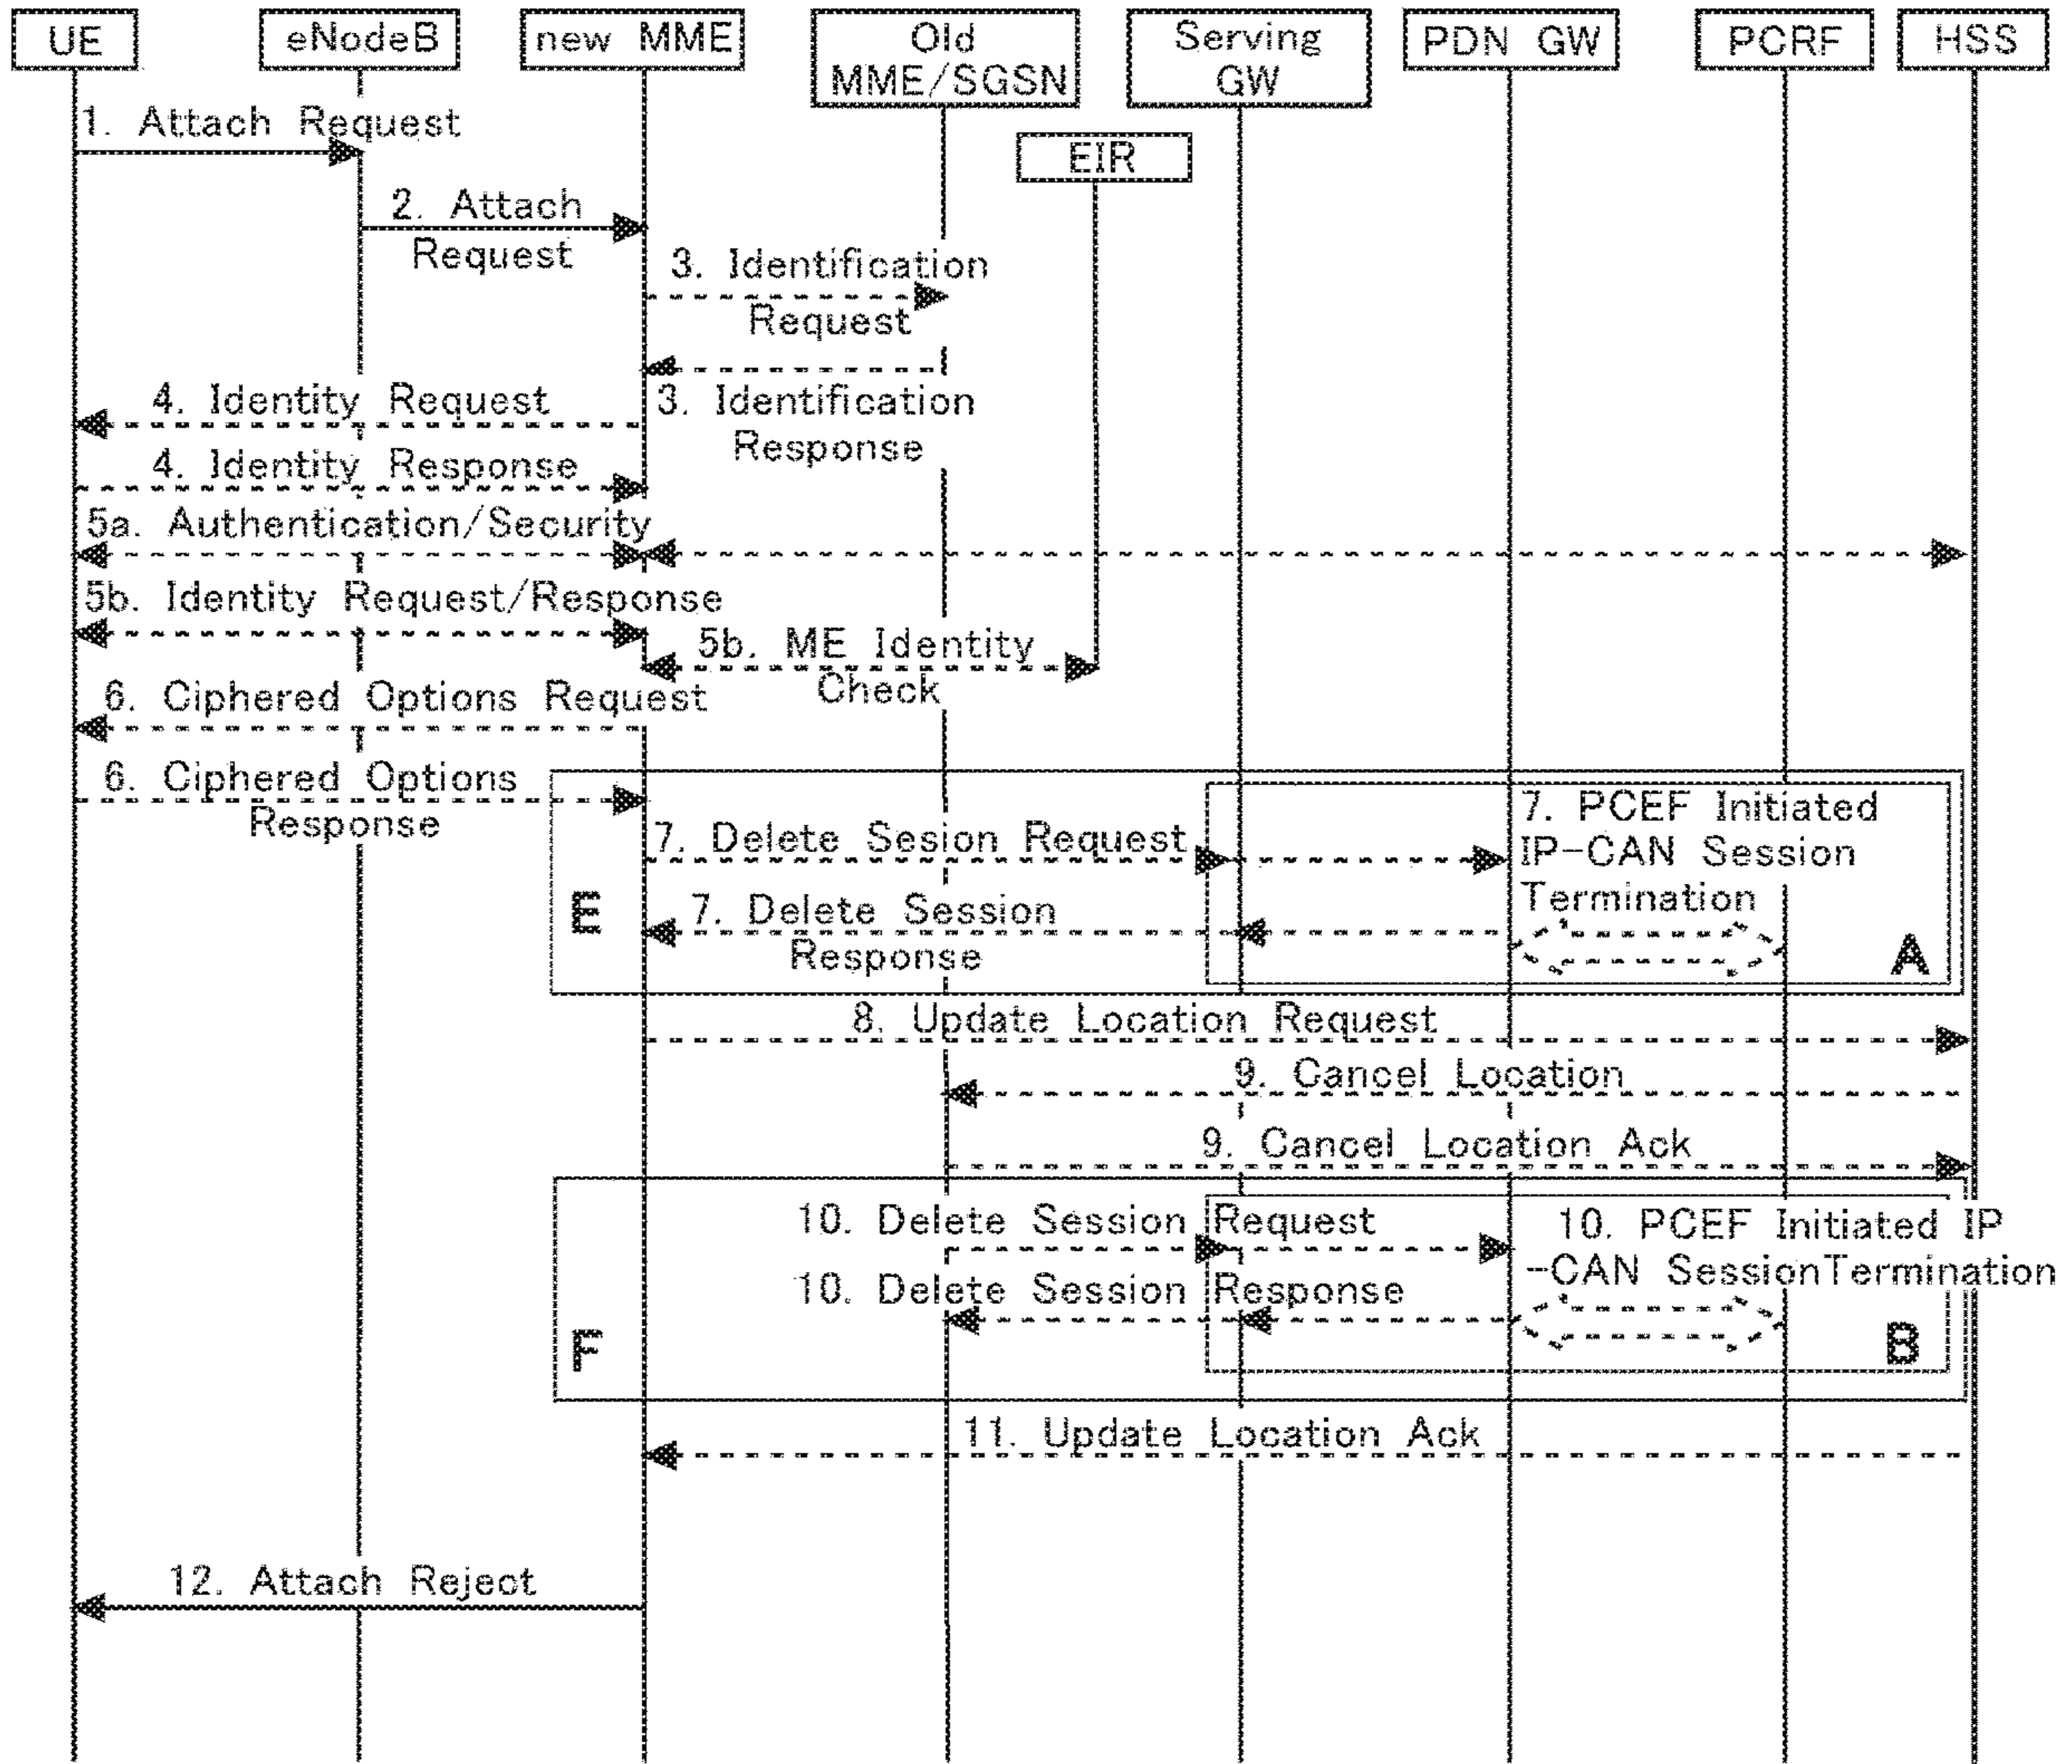 UE
eNodeB
new MME
Old
MME/SGSN
Serving
GW
PDN GW
PCRF
HSS
EIR
1. Attach Request
2. Attach
Request
3. Identification
Request
3. Identification
Response
4. Identity Request
4. Identity Response
5a. Authentication/Security
5b. Identity Request/Response
5b. ME Identity
Check
6. Ciphered Options Request
6. Ciphered Options
Response
7. Delete Sesion Request
7. PCEF Initiated
IP-CAN Session
Termination
7. Delete Session
Response
E
A
8. Update Location Request
9. Cancel Location
9. Cancel Location Ack
10. Delete Session Request
10. PCEF Initiated IP
-CAN SessionTermination
10. Delete Session Response
F
B
11. Update Location Ack
12. Attach Reject